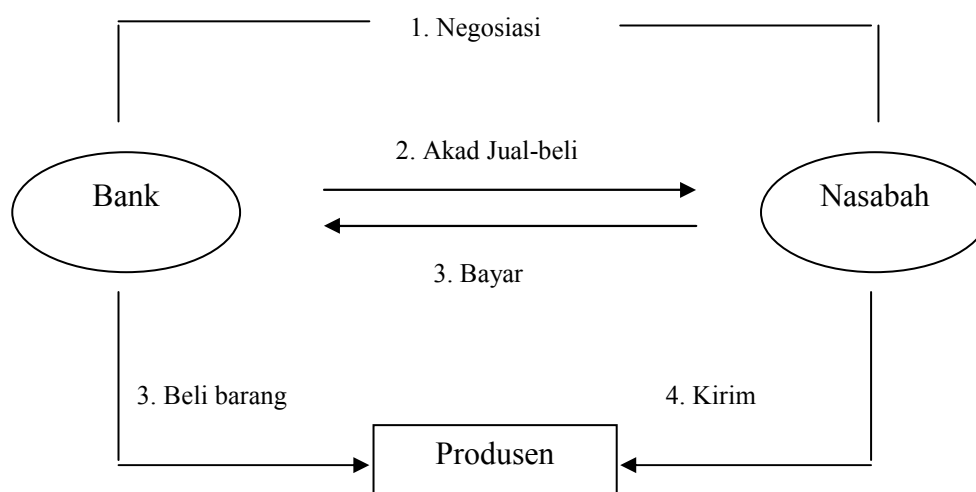 1. Negosiasi
2. Akad Jual-beli
Bank
Nasabah
3. Bayar
3. Beli barang
4. Kirim
Produsen